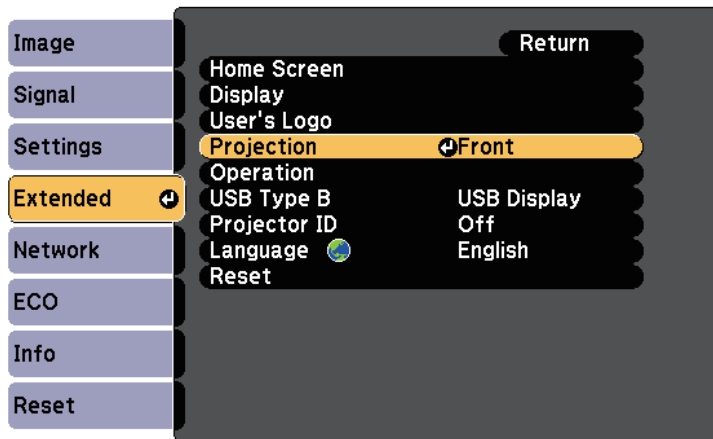 Image
Signal
Settings
Extended
Network
ECO
Info
Reset
Return
Home Screen
Display
User's Logo
Projection Front
Operation
USB Type B USB Display
Projector ID Off
Language English
Reset